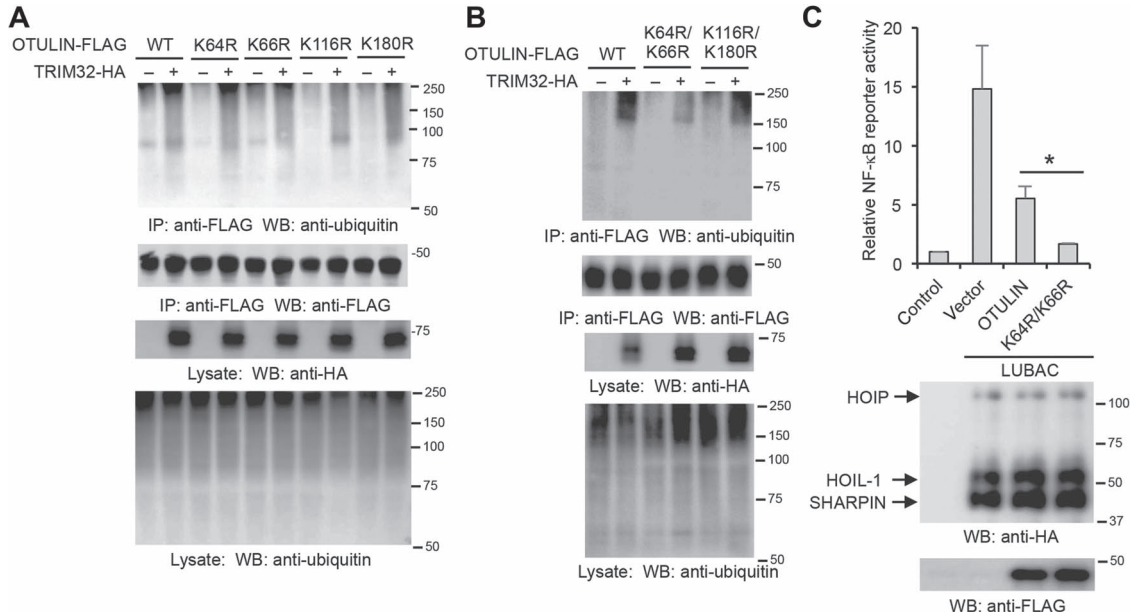 A
OTULIN-FLAG WT K64R K66R K116R K180R
TRIM32-HA – + – + – + – + – +
250
150
100
75
50
IP: anti-FLAG WB: anti-ubiquitin
50
IP: anti-FLAG WB: anti-FLAG
75
Lysate: WB: anti-HA
250
150
100
75
50
Lysate: WB: anti-ubiquitin
B
K64R/ K116R/
OTULIN-FLAG WT K66R K180R
TRIM32-HA – + – + – +
250
150
100
75
50
IP: anti-FLAG WB: anti-ubiquitin
50
IP: anti-FLAG WB: anti-FLAG
75
Lysate: WB: anti-HA
250
150
100
75
50
Lysate: WB: anti-ubiquitin
C
Relative NF-κB reporter activity
20
15
10
5
0
*
Control
Vector
OTULIN
K64R/K66R
LUBAC
HOIP
HOIL-1
SHARPIN
100
75
50
37
WB: anti-HA
50
WB: anti-FLAG